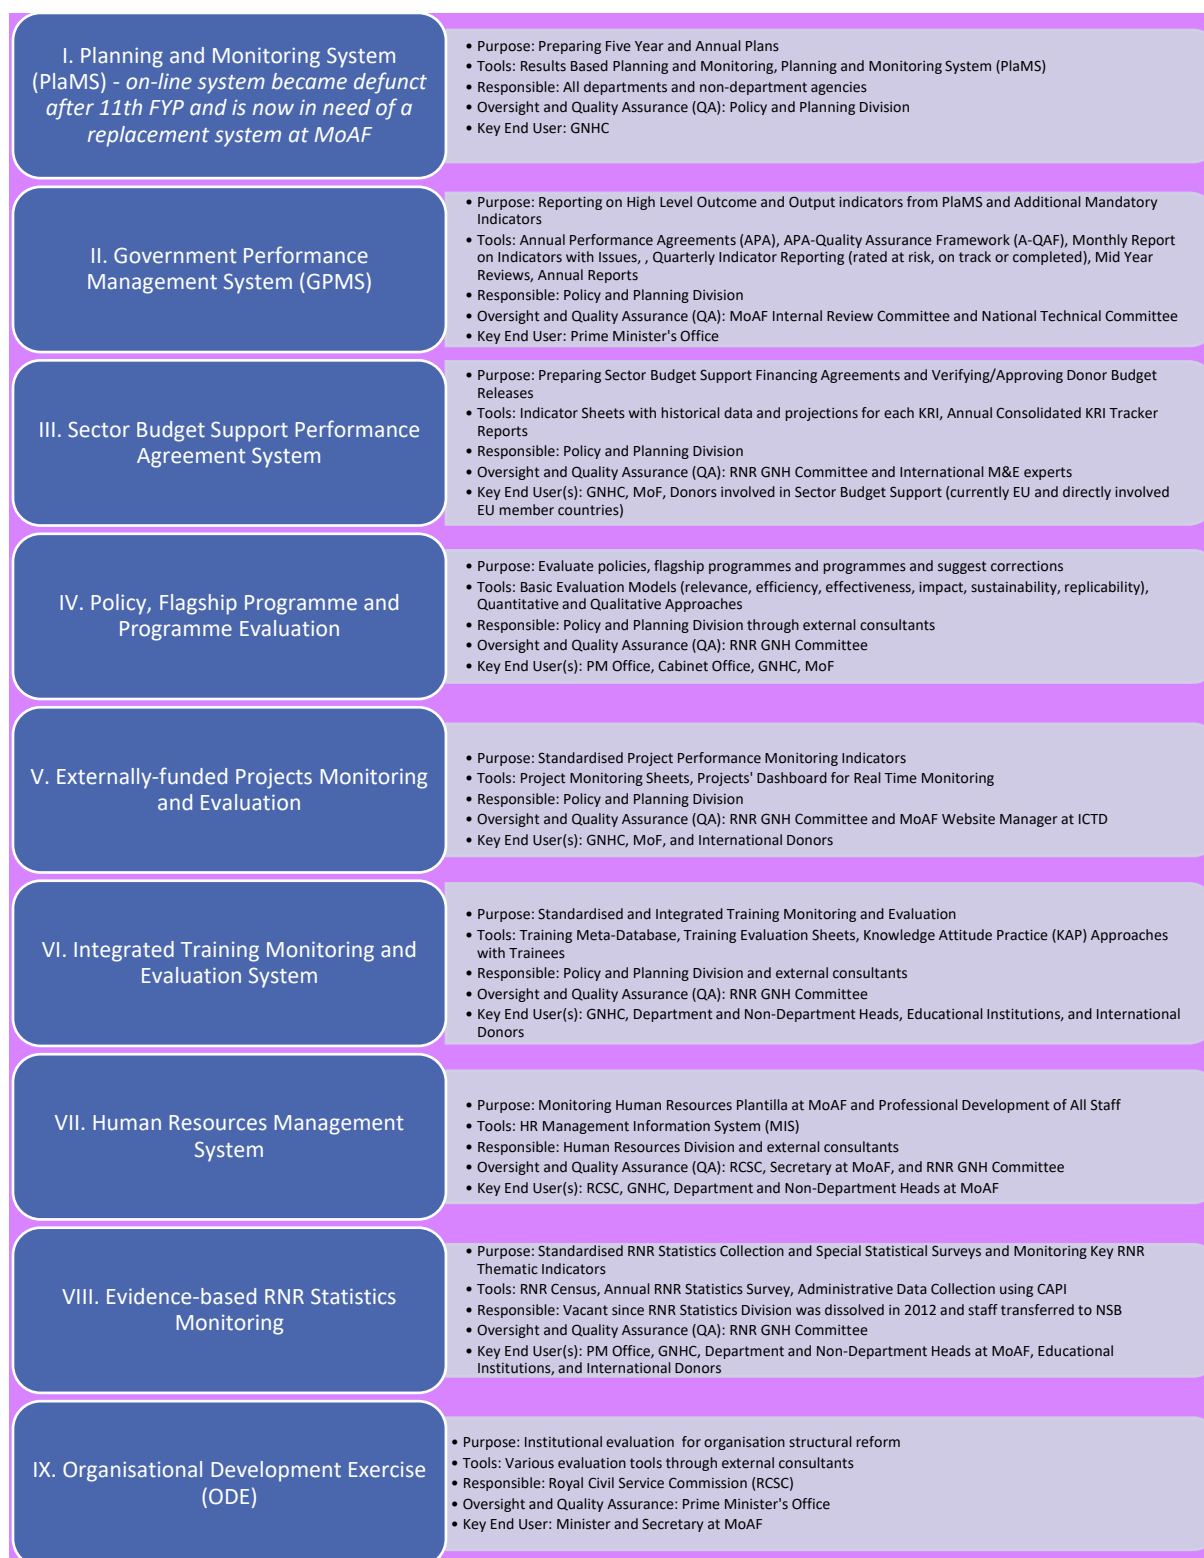 I. Planning and Monitoring System
(PlaMS) - on-line system became defunct
after 11th FYP and is now in need of a
replacement system at MoAF
• Purpose: Preparing Five Year and Annual Plans
• Tools: Results Based Planning and Monitoring, Planning and Monitoring System (PlaMS)
• Responsible: All departments and non-department agencies
• Oversight and Quality Assurance (QA): Policy and Planning Division
• Key End User: GNHC
II. Government Performance
Management System (GPMS)
• Purpose: Reporting on High Level Outcome and Output indicators from PlaMS and Additional Mandatory
Indicators
• Tools: Annual Performance Agreements (APA), APA-Quality Assurance Framework (A-QAF), Monthly Report
on Indicators with Issues, , Quarterly Indicator Reporting (rated at risk, on track or completed), Mid Year
Reviews, Annual Reports
• Responsible: Policy and Planning Division
• Oversight and Quality Assurance (QA): MoAF Internal Review Committee and National Technical Committee
• Key End User: Prime Minister's Office
III. Sector Budget Support Performance
Agreement System
• Purpose: Preparing Sector Budget Support Financing Agreements and Verifying/Approving Donor Budget
Releases
• Tools: Indicator Sheets with historical data and projections for each KRI, Annual Consolidated KRI Tracker
Reports
• Responsible: Policy and Planning Division
• Oversight and Quality Assurance (QA): RNR GNH Committee and International M&E experts
• Key End User(s): GNHC, MoF, Donors involved in Sector Budget Support (currently EU and directly involved
EU member countries)
IV. Policy, Flagship Programme and
Programme Evaluation
• Purpose: Evaluate policies, flagship programmes and programmes and suggest corrections
• Tools: Basic Evaluation Models (relevance, efficiency, effectiveness, impact, sustainability, replicability),
Quantitative and Qualitative Approaches
• Responsible: Policy and Planning Division through external consultants
• Oversight and Quality Assurance (QA): RNR GNH Committee
• Key End User(s): PM Office, Cabinet Office, GNHC, MoF
V. Externally-funded Projects Monitoring
and Evaluation
• Purpose: Standardised Project Performance Monitoring Indicators
• Tools: Project Monitoring Sheets, Projects' Dashboard for Real Time Monitoring
• Responsible: Policy and Planning Division
• Oversight and Quality Assurance (QA): RNR GNH Committee and MoAF Website Manager at ICTD
• Key End User(s): GNHC, MoF, and International Donors
VI. Integrated Training Monitoring and
Evaluation System
• Purpose: Standardised and Integrated Training Monitoring and Evaluation
• Tools: Training Meta-Database, Training Evaluation Sheets, Knowledge Attitude Practice (KAP) Approaches
with Trainees
• Responsible: Policy and Planning Division and external consultants
• Oversight and Quality Assurance (QA): RNR GNH Committee
• Key End User(s): GNHC, Department and Non-Department Heads, Educational Institutions, and International
Donors
VII. Human Resources Management
System
• Purpose: Monitoring Human Resources Plantilla at MoAF and Professional Development of All Staff
• Tools: HR Management Information System (MIS)
• Responsible: Human Resources Division and external consultants
• Oversight and Quality Assurance (QA): RCSC, Secretary at MoAF, and RNR GNH Committee
• Key End User(s): RCSC, GNHC, Department and Non-Department Heads at MoAF
VIII. Evidence-based RNR Statistics
Monitoring
• Purpose: Standardised RNR Statistics Collection and Special Statistical Surveys and Monitoring Key RNR
Thematic Indicators
• Tools: RNR Census, Annual RNR Statistics Survey, Administrative Data Collection using CAPI
• Responsible: Vacant since RNR Statistics Division was dissolved in 2012 and staff transferred to NSB
• Oversight and Quality Assurance (QA): RNR GNH Committee
• Key End User(s): PM Office, GNHC, Department and Non-Department Heads at MoAF, Educational
Institutions, and International Donors
IX. Organisational Development Exercise
(ODE)
• Purpose: Institutional evaluation for organisation structural reform
• Tools: Various evaluation tools through external consultants
• Responsible: Royal Civil Service Commission (RCSC)
• Oversight and Quality Assurance: Prime Minister's Office
• Key End User: Minister and Secretary at MoAF